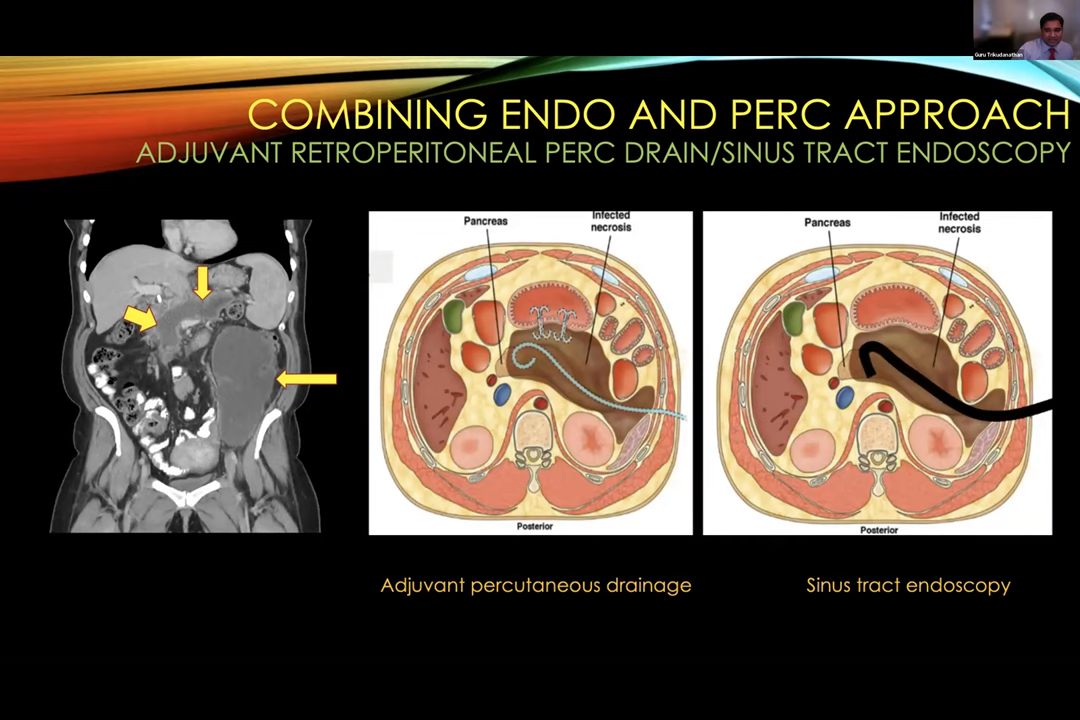 Guru Trikudanathan
COMBINING ENDO AND PERC APPROACH
ADJUVANT RETROPERITONEAL PERC DRAIN/SINUS TRACT ENDOSCOPY
Pancreas
Infected
necrosis
Posterior
Pancreas
Infected
necrosis
Posterior
Adjuvant percutaneous drainage
Sinus tract endoscopy